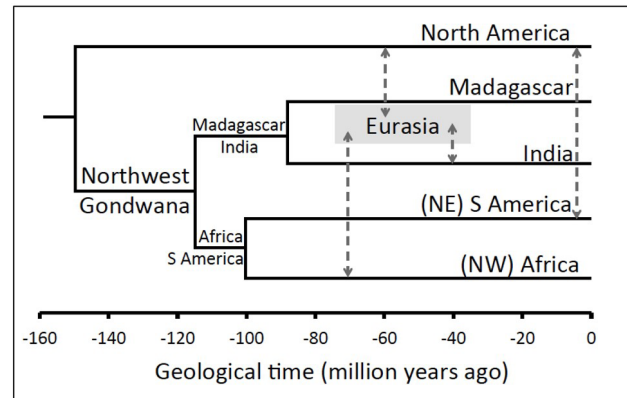 North America
Madagascar
Madagascar
India
Eurasia
India
Northwest
Gondwana
(NE) S America
Africa
S America
(NW) Africa
-160 -140 -120 -100 -80 -60 -40 -20 0
Geological time (million years ago)